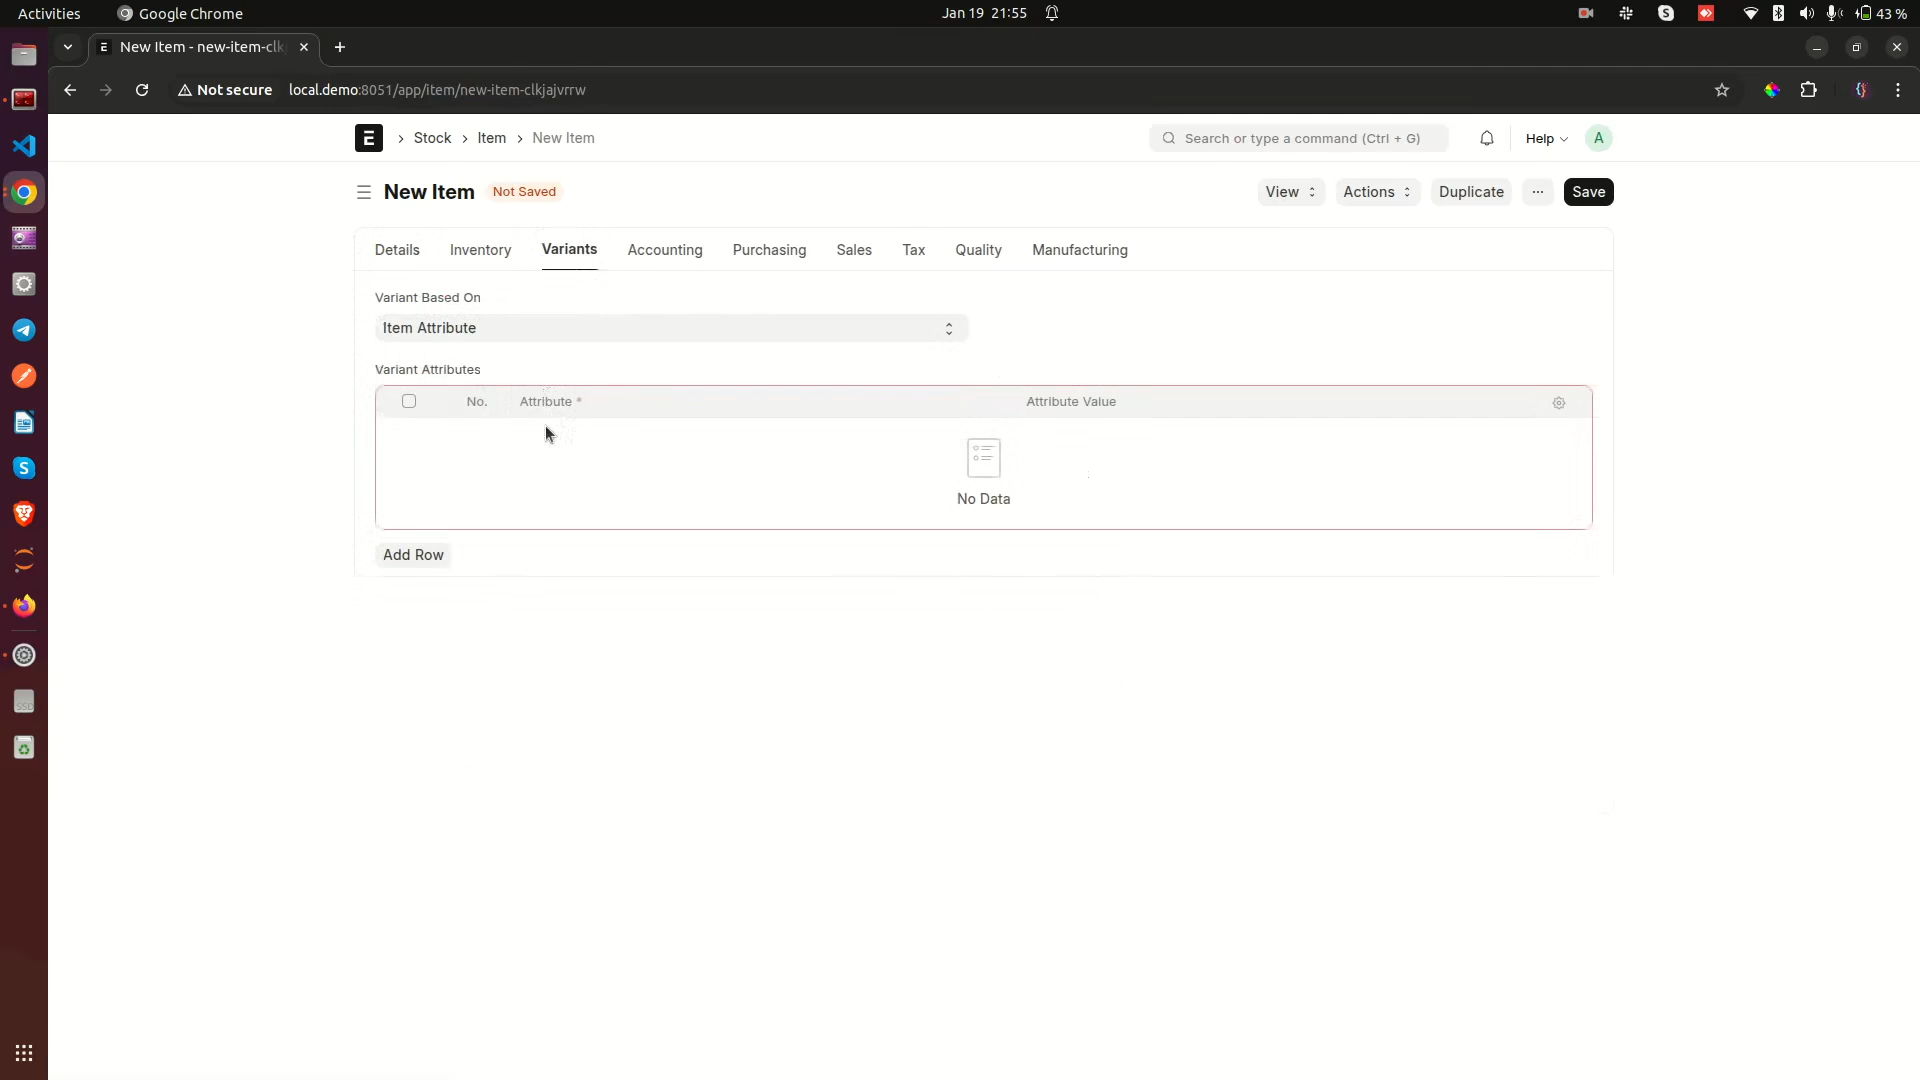 Activities
Google Chrome
Jan 19 21:55
43 %
E
New Item - new-item-clk
Not secure
local.demo:8051/app/item/new-item-clkjajvrrw
E
Stock
Item
New Item
Search or type a command (Ctrl + G)
Help
A
New Item
Not Saved
View
Actions
Duplicate
Save
Details
Inventory
Variants
Accounting
Purchasing
Sales
Tax
Quality
Manufacturing
Variant Based On
Item Attribute
Variant Attributes
No.
Attribute *
Attribute Value
No Data
Add Row
SSD